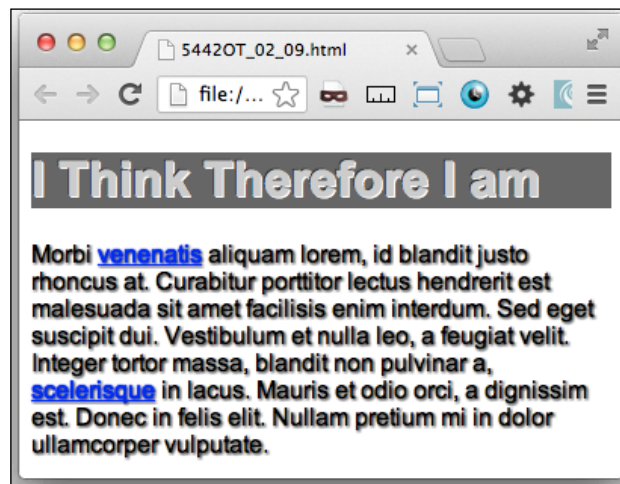 5442OT_02_09.html
file:/...
I Think Therefore I am
Morbi venenatis aliquam lorem, id blandit justo
rhoncus at. Curabitur porttitor lectus hendrerit est
malesuada sit amet facilisis enim interdum. Sed eget
suscipit dui. Vestibulum et nulla leo, a feugiat velit.
Integer tortor massa, blandit non pulvinar a,
scelerisque in lacus. Mauris et odio orci, a dignissim
est. Donec in felis elit. Nullam pretium mi in dolor
ullamcorper vulputate.